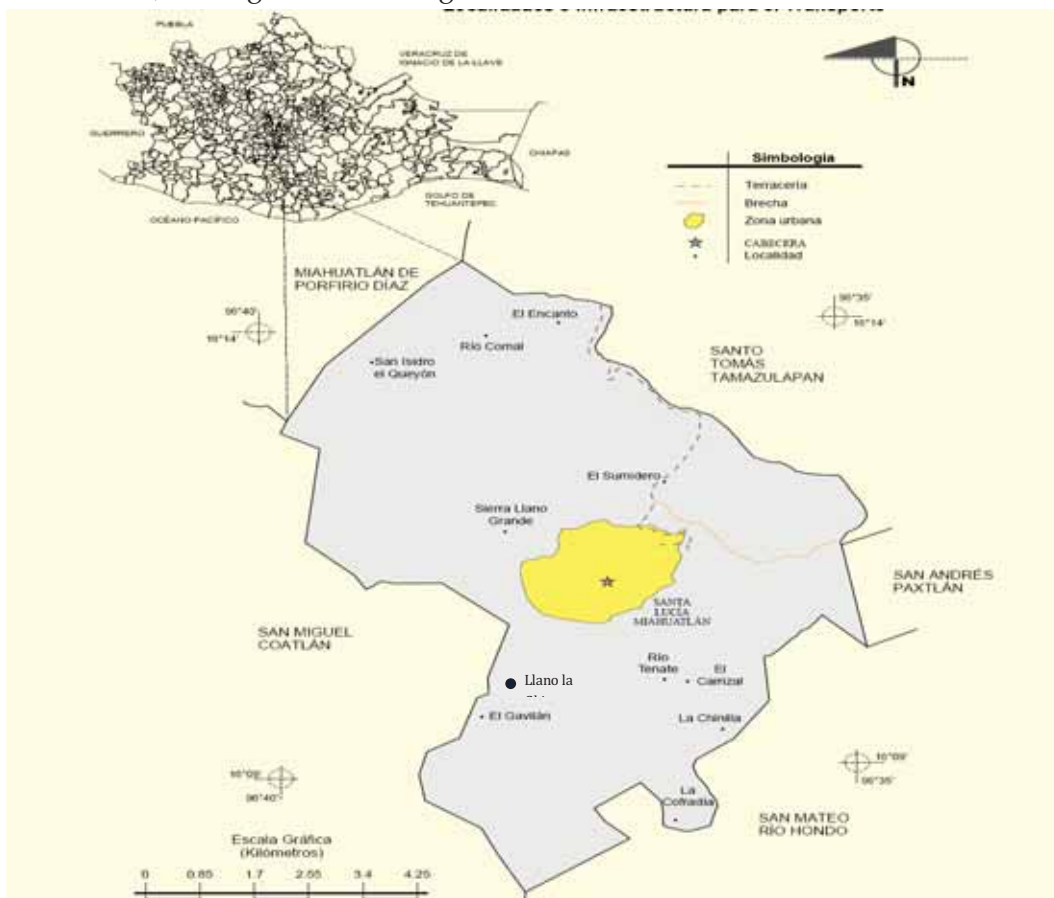 PUEBLA
VERACRUZ DE
IGNACIO DE LA LLAVE
GUERRERO
CHIAPAS
GOLFO DE
TEHUANTEPEC
OCÉANO PACÍFICO
N
Simbología
Terracería
Brecha
Zona urbana
CABECERA
Localidad
MIAHUATLÁN DE
PORFIRIO DÍAZ
96°40'
16°14'
96°35'
16°14'
El Encanto
Río Comal
San Isidro
el Queyón
SANTO
TOMÁS
TAMAZULAPAN
El Sumidero
Sierra Llano
Grande
SAN ANDRÉS
PAXTLÁN
SANTA
LUCÍA
MIAHUATLÁN
SAN MIGUEL
COATLÁN
Río
Tenate
El
Carrizal
Llano la
El Gavilán
La Chinilla
16°09'
96°40'
16°09'
96°35'
La
Cofradía
SAN MATEO
RÍO HONDO
Escala Gráfica
(Kilómetros)
0 0.85 1.7 2.55 3.4 4.25